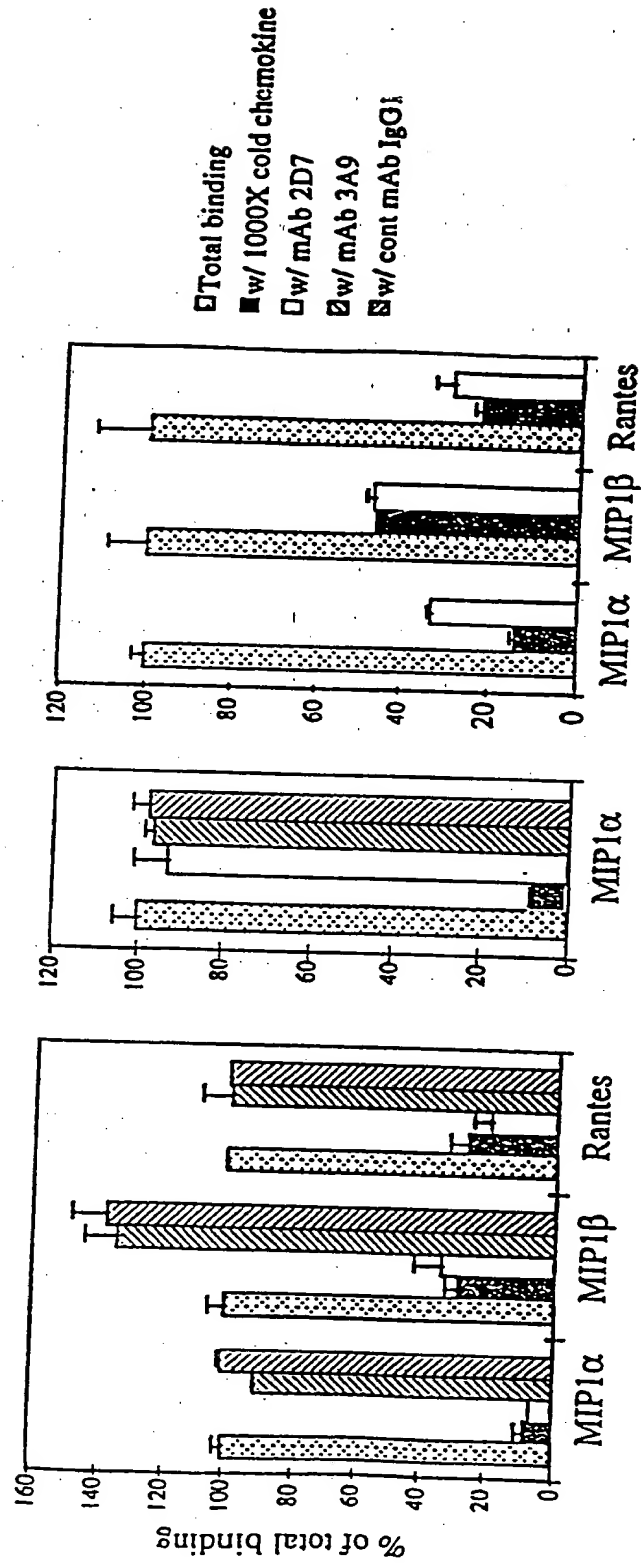 % of total binding
160
140
120
100
80
60
40
20
0
MIP1α
MIP1β
Rantes
120
100
80
60
40
20
0
MIP1α
120
100
80
60
40
20
0
MIP1α
MIP1β
Rantes
Total binding
w/ 1000X cold chemokine
w/ mAb 2D7
w/ mAb 3A9
w/ cont mAb IgG1